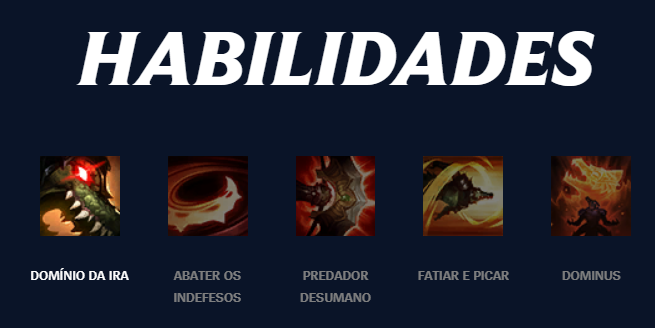 HABILIDADES
DOMÍNIO DA IRA
ABATER OS
INDEFESOS
PREDADOR
DESUMANO
FATIAR E PICAR
DOMINUS